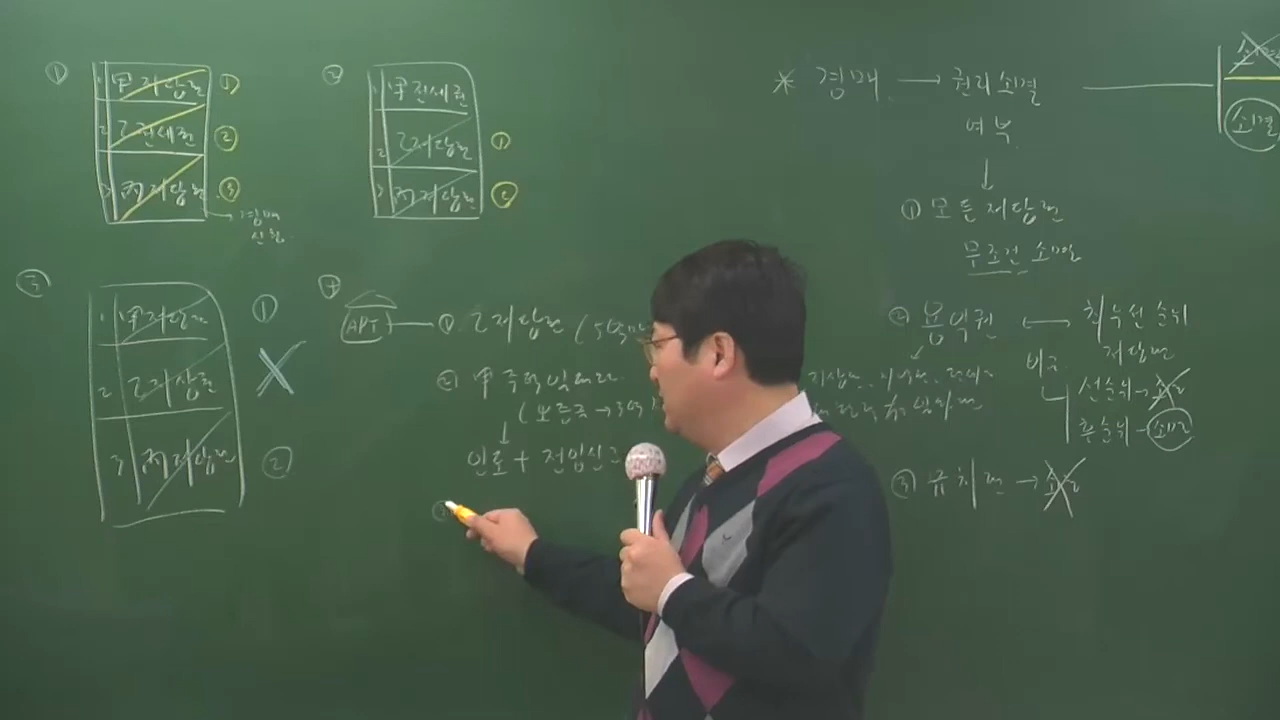 ①
1 甲 저당권 ①
2 乙 전세권 ②
3 丙 저당권 ③
→ 경매
신청
②
1 甲 전세권
2 乙 저당권 ①
3 丙 저당권 ②
③
1 甲 저당권 ①
2 乙 지상권
3 丙 저당권 ②
④
APT
①. 乙 저당권 (5억
② 甲 주택임대차
(보증금 → 3억
↓
인도 + 전입신고
* 경매 → 권리 소멸
여부
↓
① 모든 저당권
무조건 소멸
② 용익권 ↔ 최우선순위
저당권
비교
선순위 → 소멸
후순위 - 소멸
③ 유치권 → 소멸